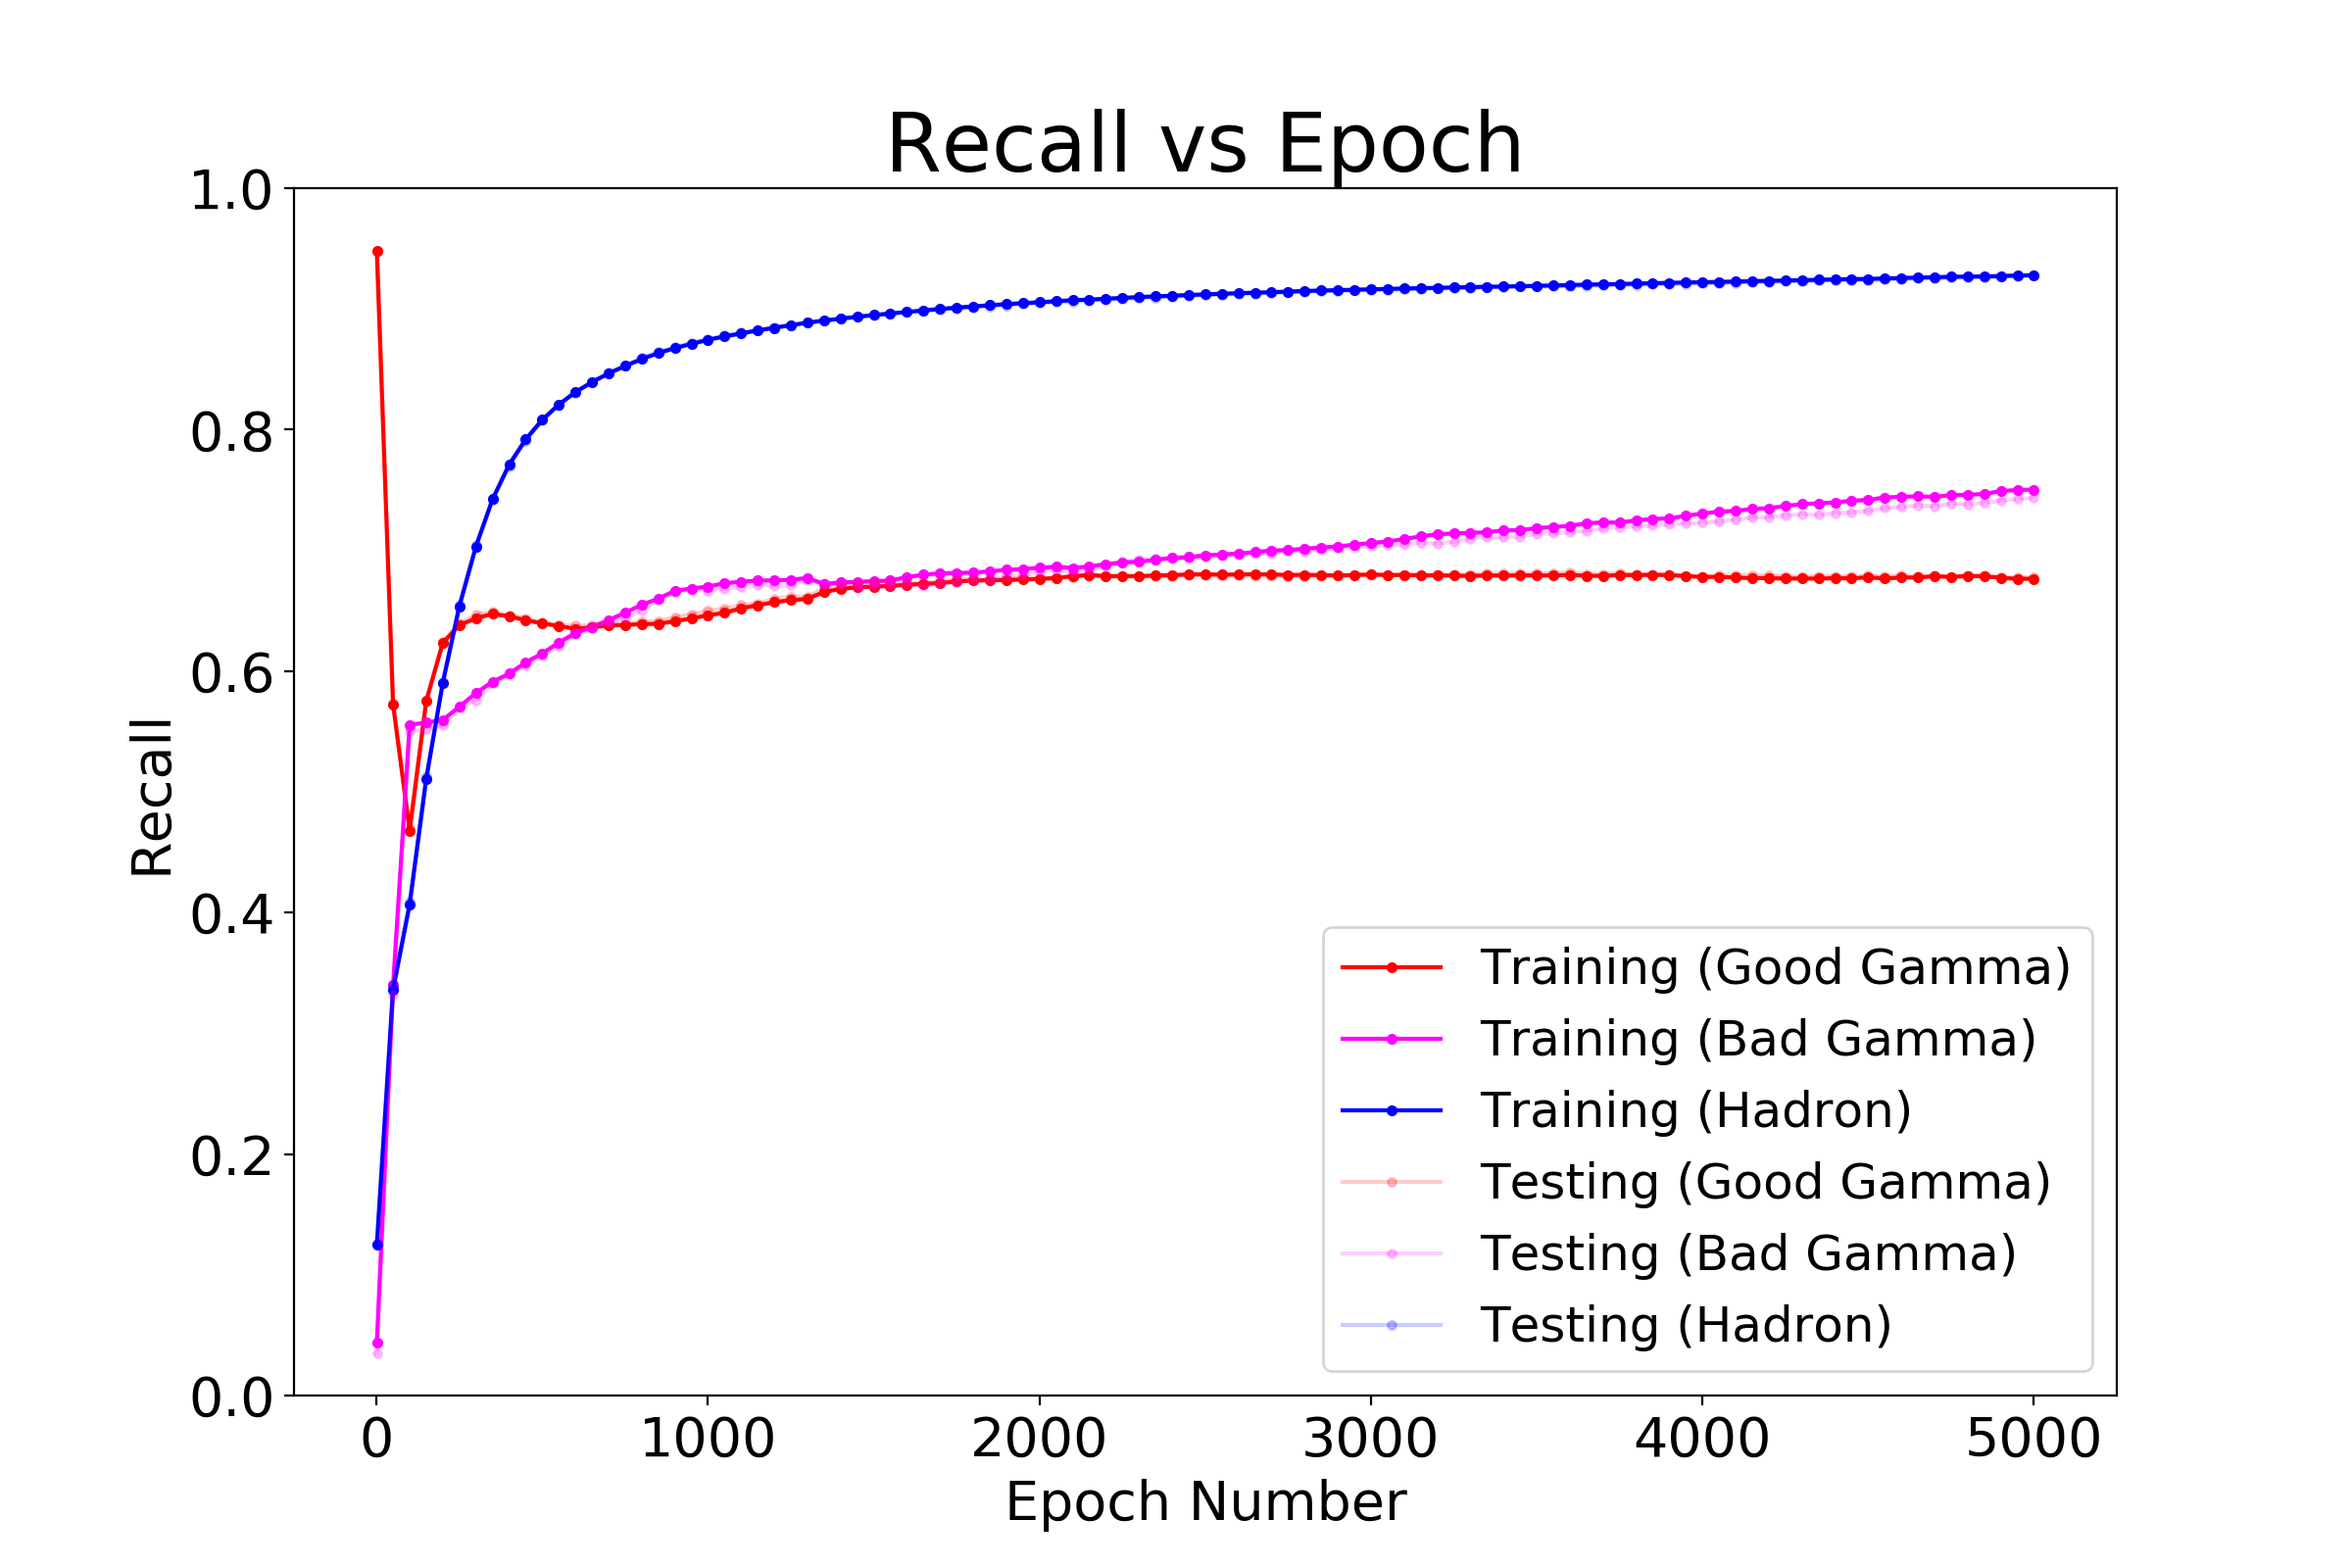 Recall vs Epoch
1.0
0.8
0.6
0.4
0.2
0.0
Recall
0 1000 2000 3000 4000 5000
Epoch Number
Training (Good Gamma)
Training (Bad Gamma)
Training (Hadron)
Testing (Good Gamma)
Testing (Bad Gamma)
Testing (Hadron)